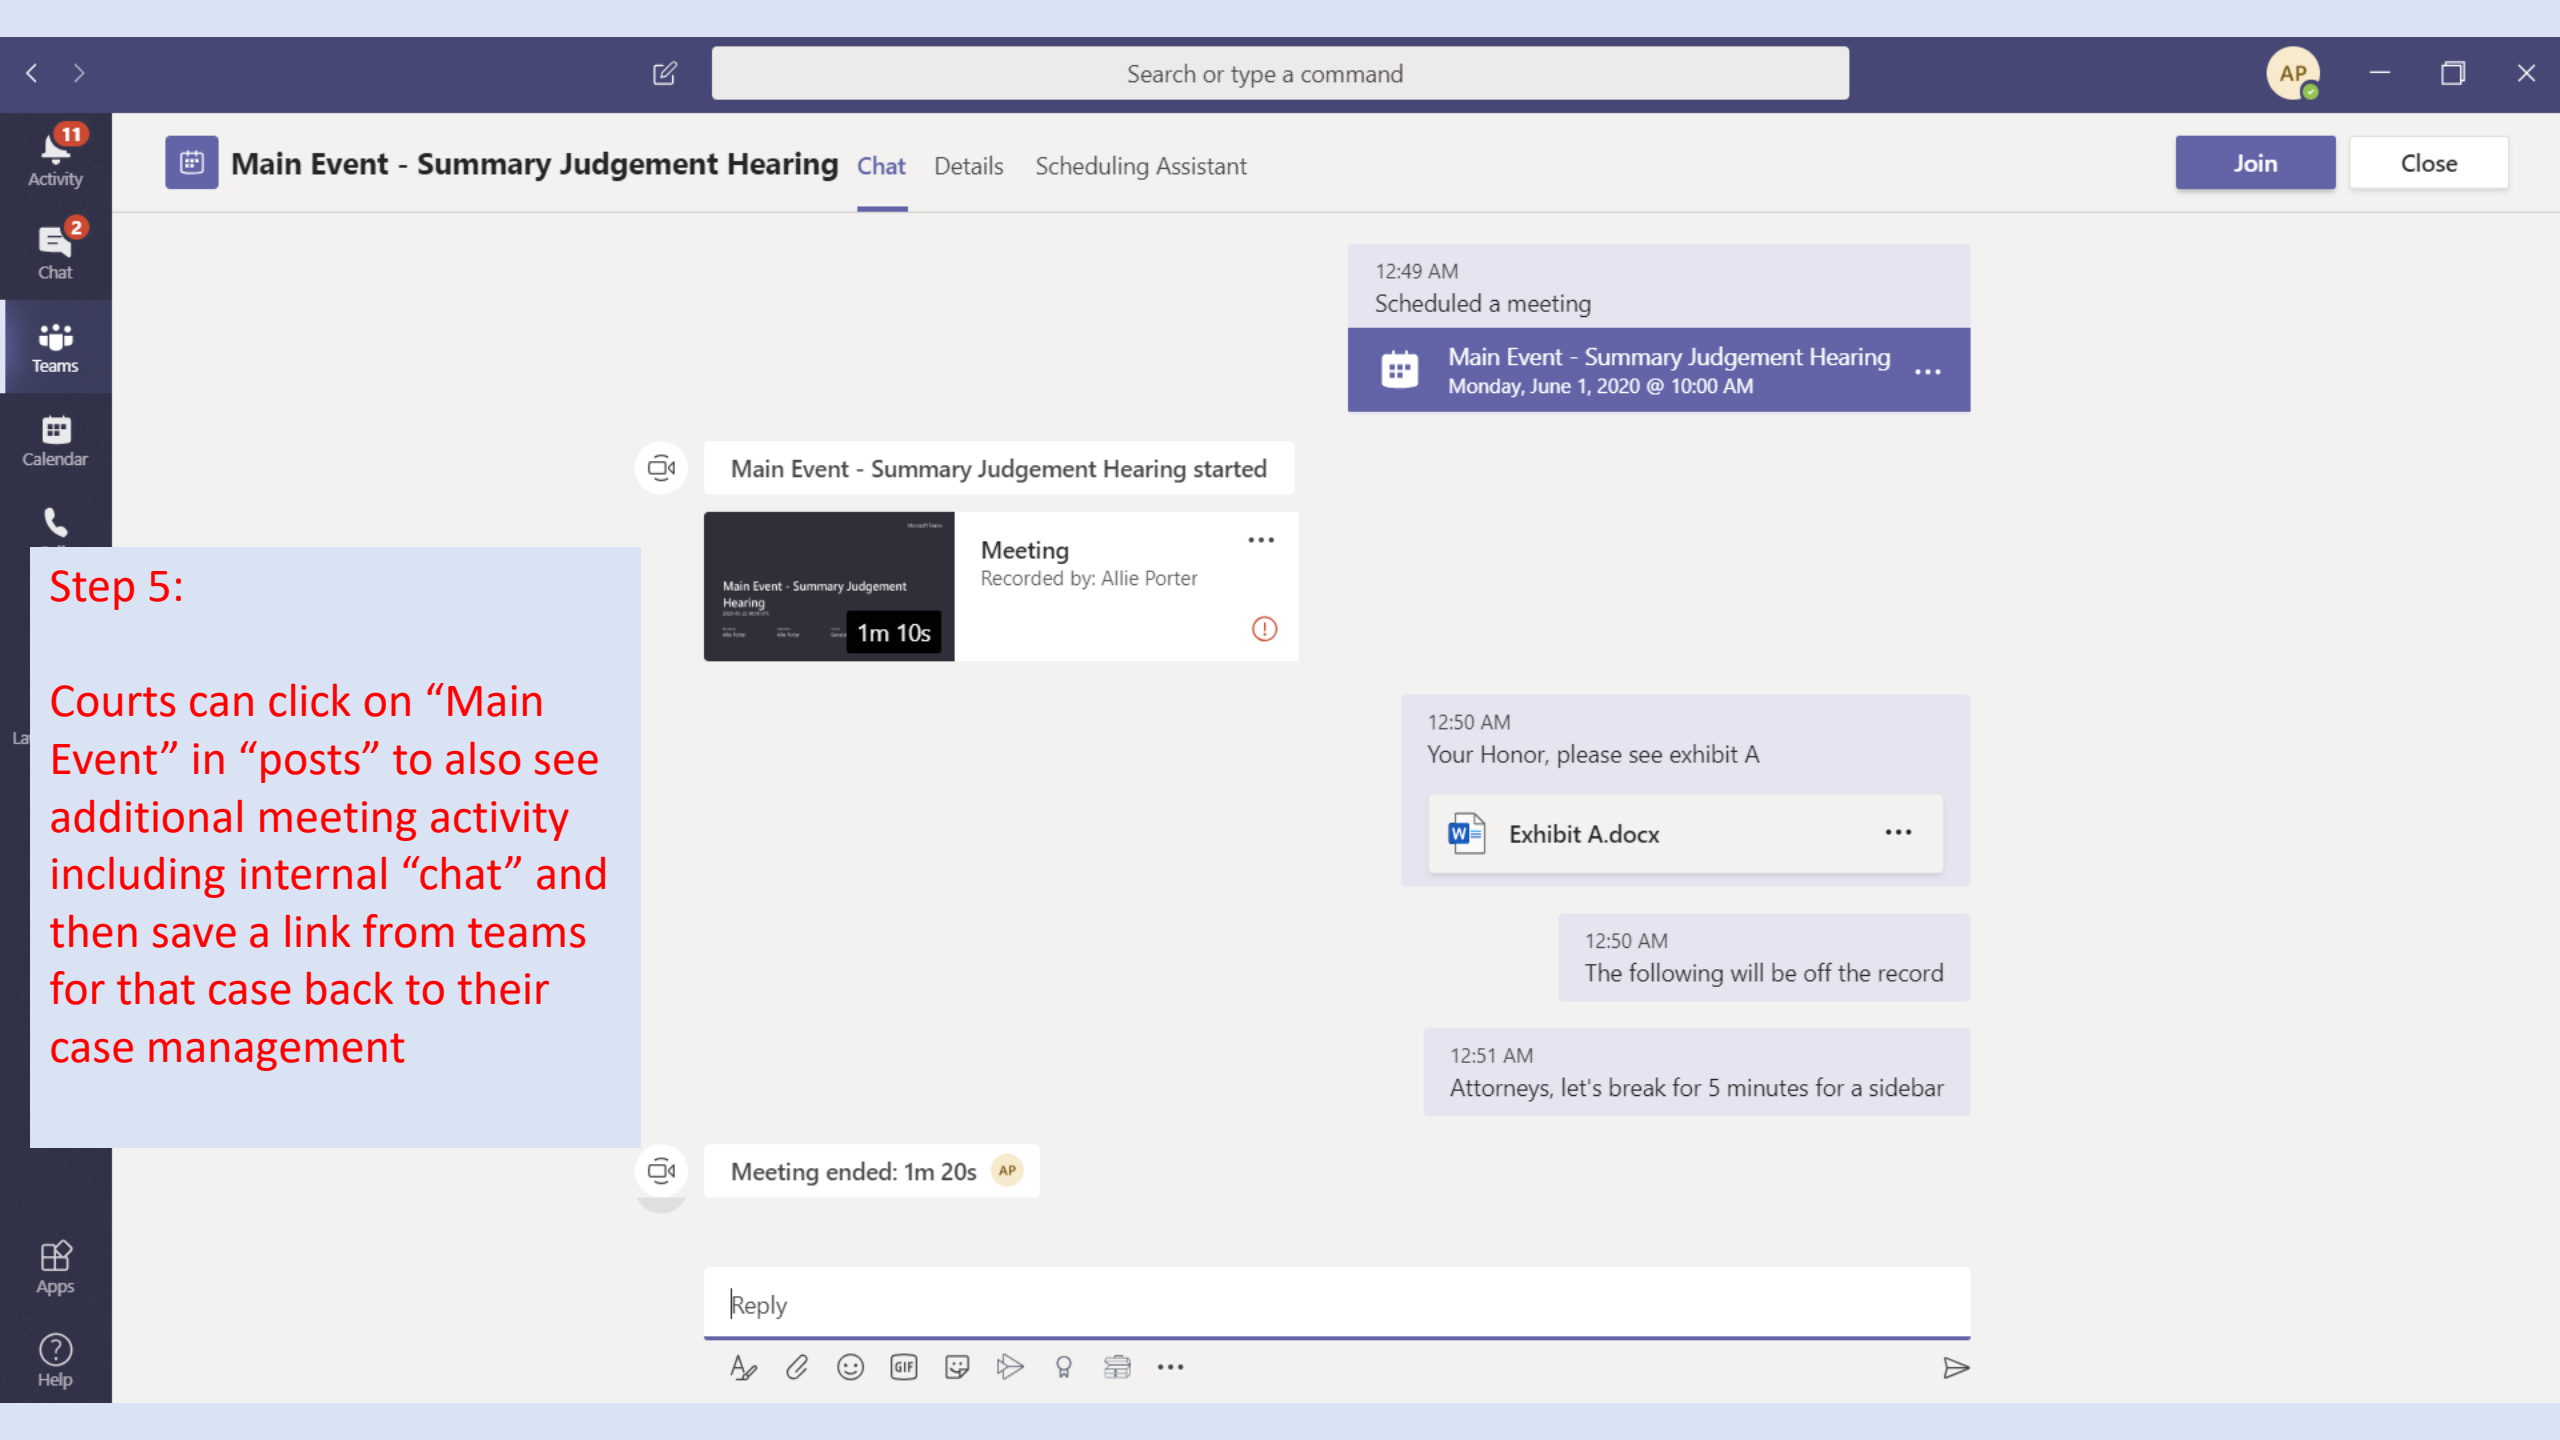 Search or type a command
AP
11
Activity
Main Event - Summary Judgement Hearing
Chat
Details
Scheduling Assistant
Join
Close
2
Chat
Teams
Calendar
12:49 AM
Scheduled a meeting
Main Event - Summary Judgement Hearing
Monday, June 1, 2020 @ 10:00 AM
Main Event - Summary Judgement Hearing started
Microsoft Teams
Main Event - Summary Judgement
Hearing
1m 10s
Meeting
Recorded by: Allie Porter
Step 5:
Courts can click on “Main
Event” in “posts” to also see
additional meeting activity
including internal “chat” and
then save a link from teams
for that case back to their
case management
12:50 AM
Your Honor, please see exhibit A
W
Exhibit A.docx
12:50 AM
The following will be off the record
12:51 AM
Attorneys, let's break for 5 minutes for a sidebar
Meeting ended: 1m 20s
AP
Apps
Help
Reply
GIF